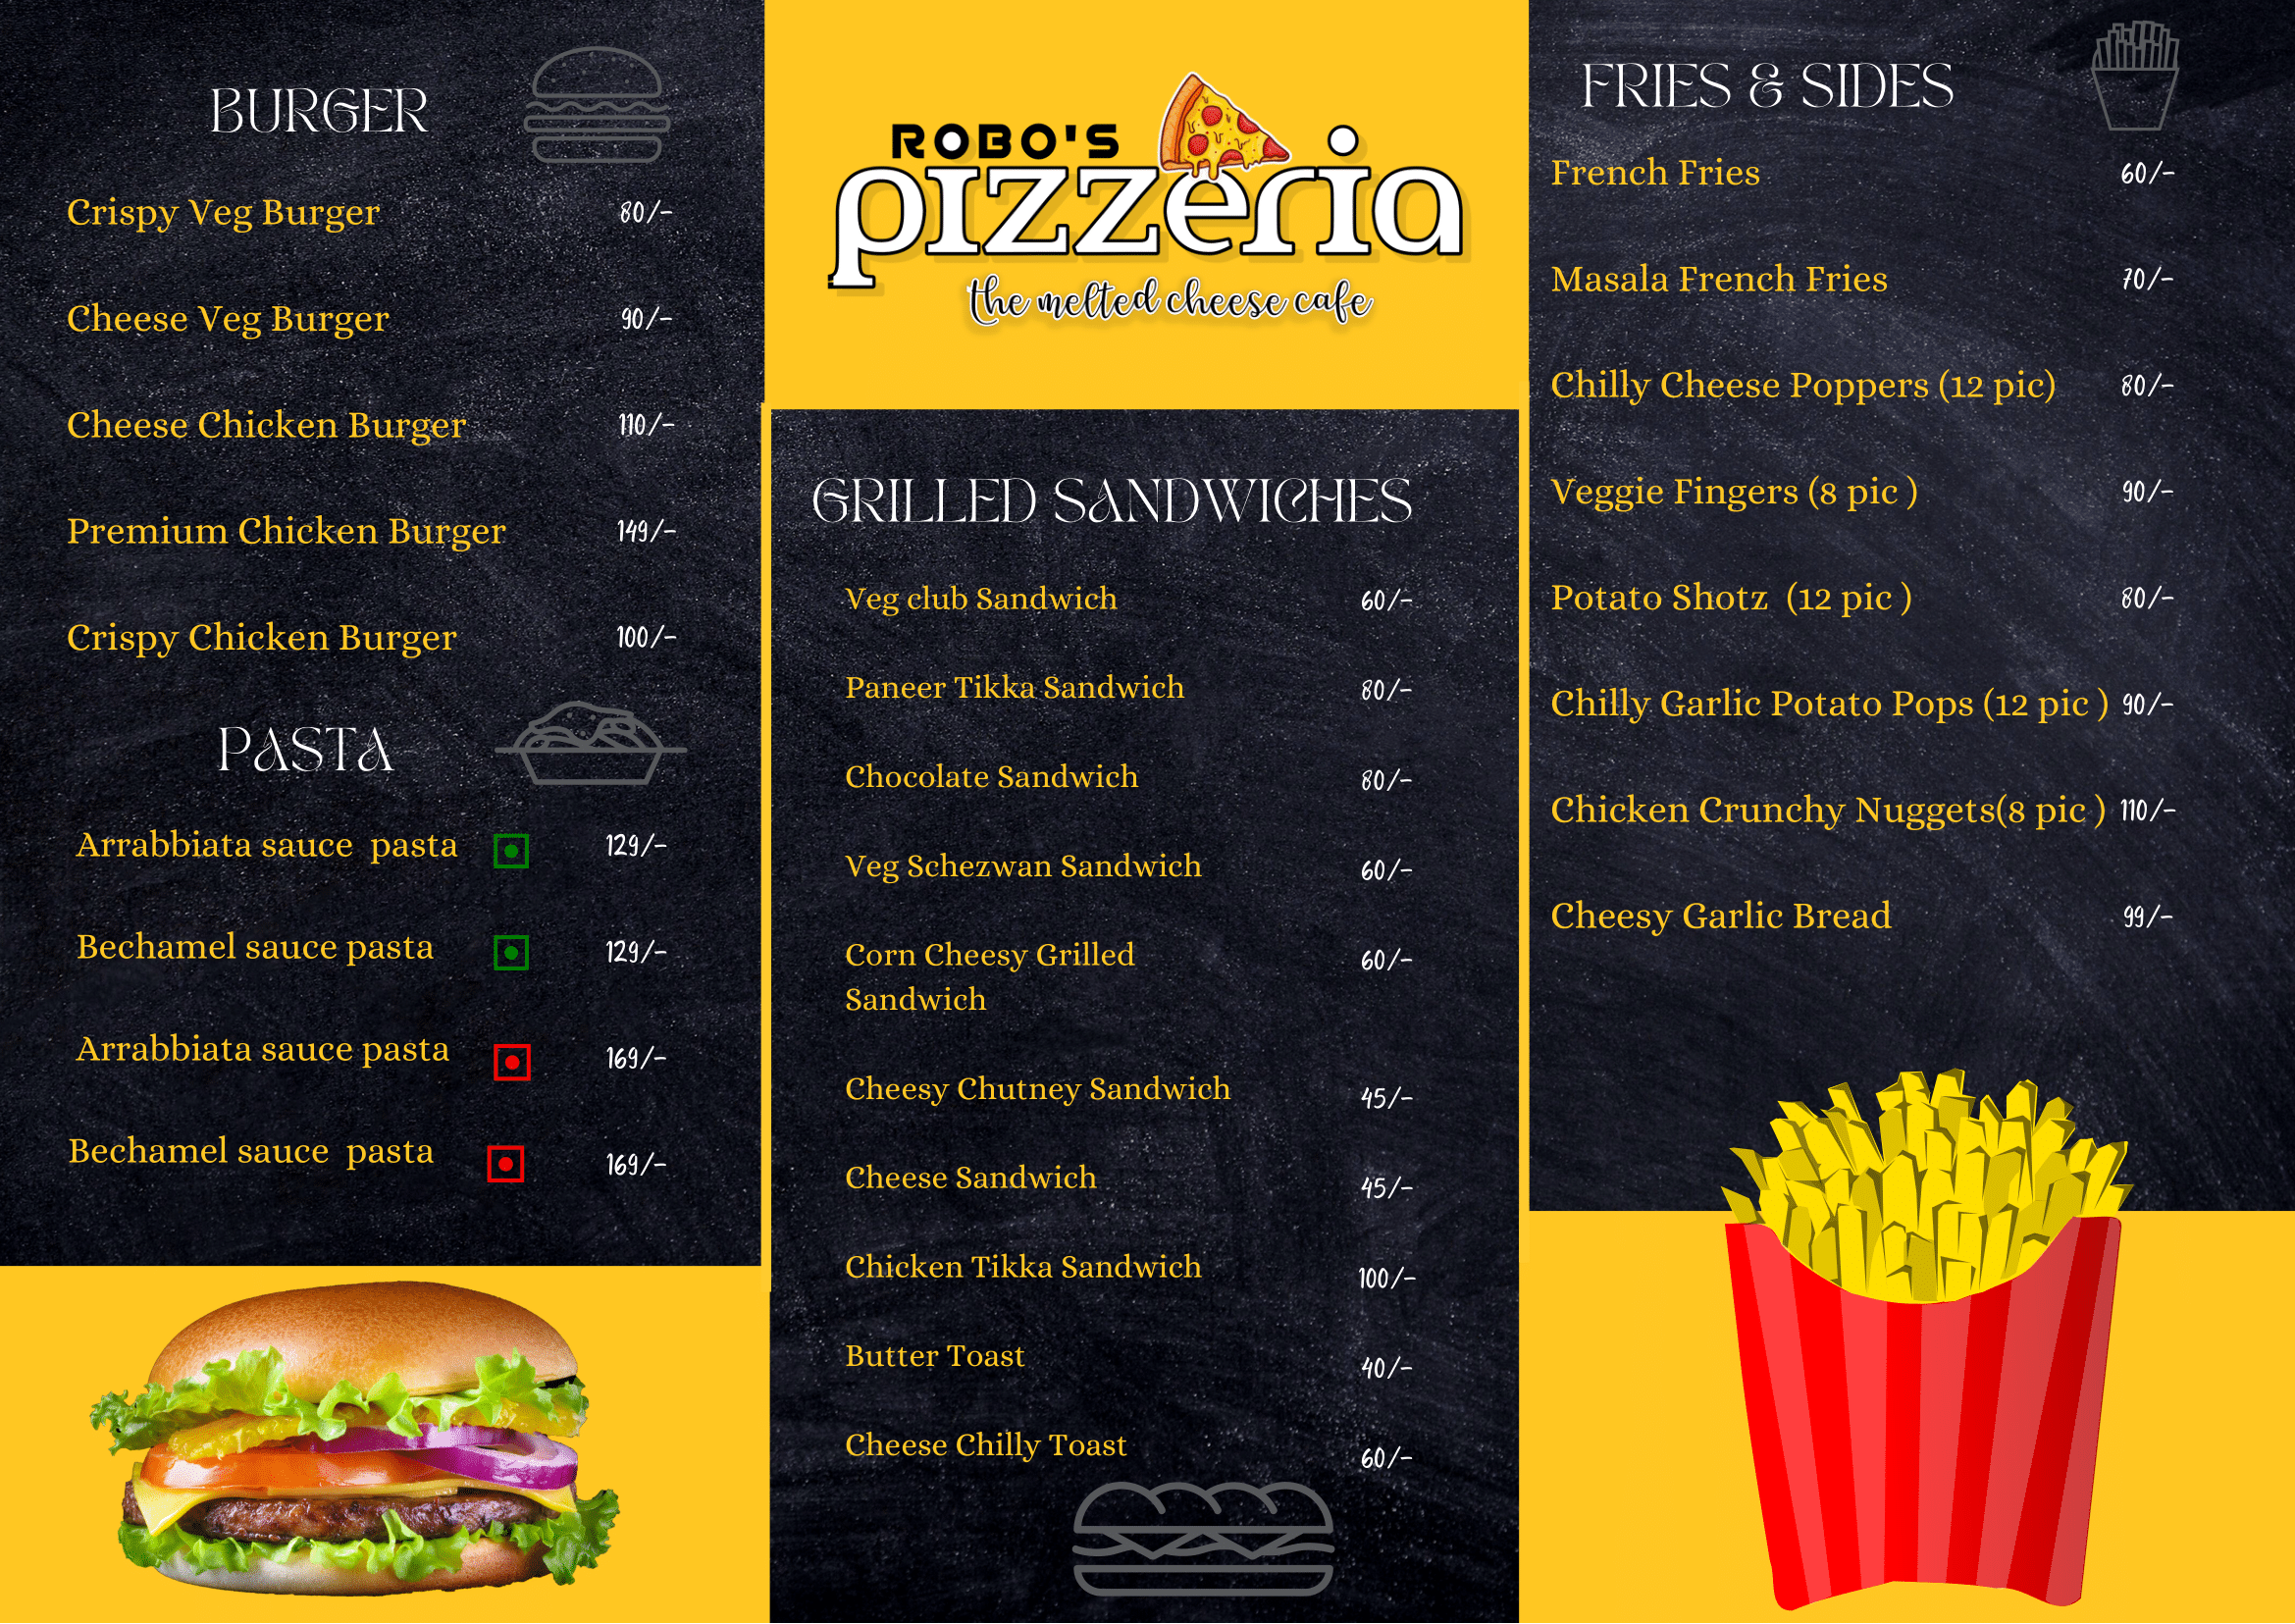 BURGER
Crispy Veg Burger 80/-
Cheese Veg Burger 90/-
Cheese Chicken Burger 110/-
Premium Chicken Burger 149/-
Crispy Chicken Burger 100/-
PASTA
Arrabbiata sauce pasta 129/-
Bechamel sauce pasta 129/-
Arrabbiata sauce pasta 169/-
Bechamel sauce pasta 169/-
ROBO'S
pizzeria
the melted cheese cafe
GRILLED SANDWICHES
Veg club Sandwich 60/-
Paneer Tikka Sandwich 80/-
Chocolate Sandwich 80/-
Veg Schezwan Sandwich 60/-
Corn Cheesy Grilled 60/-
Sandwich
Cheesy Chutney Sandwich 45/-
Cheese Sandwich 45/-
Chicken Tikka Sandwich 100/-
Butter Toast 40/-
Cheese Chilly Toast 60/-
FRIES & SIDES
French Fries 60/-
Masala French Fries 70/-
Chilly Cheese Poppers (12 pic) 80/-
Veggie Fingers (8 pic ) 90/-
Potato Shotz (12 pic ) 80/-
Chilly Garlic Potato Pops (12 pic ) 90/-
Chicken Crunchy Nuggets(8 pic ) 110/-
Cheesy Garlic Bread 99/-